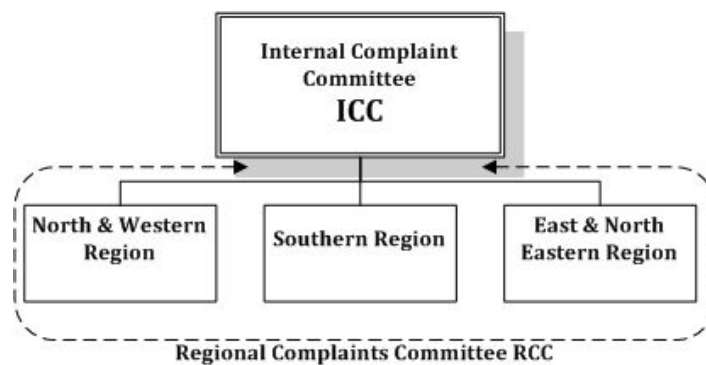 Internal Complaint
Committee
ICC
North & Western
Region
Southern Region
East & North
Eastern Region
Regional Complaints Committee RCC